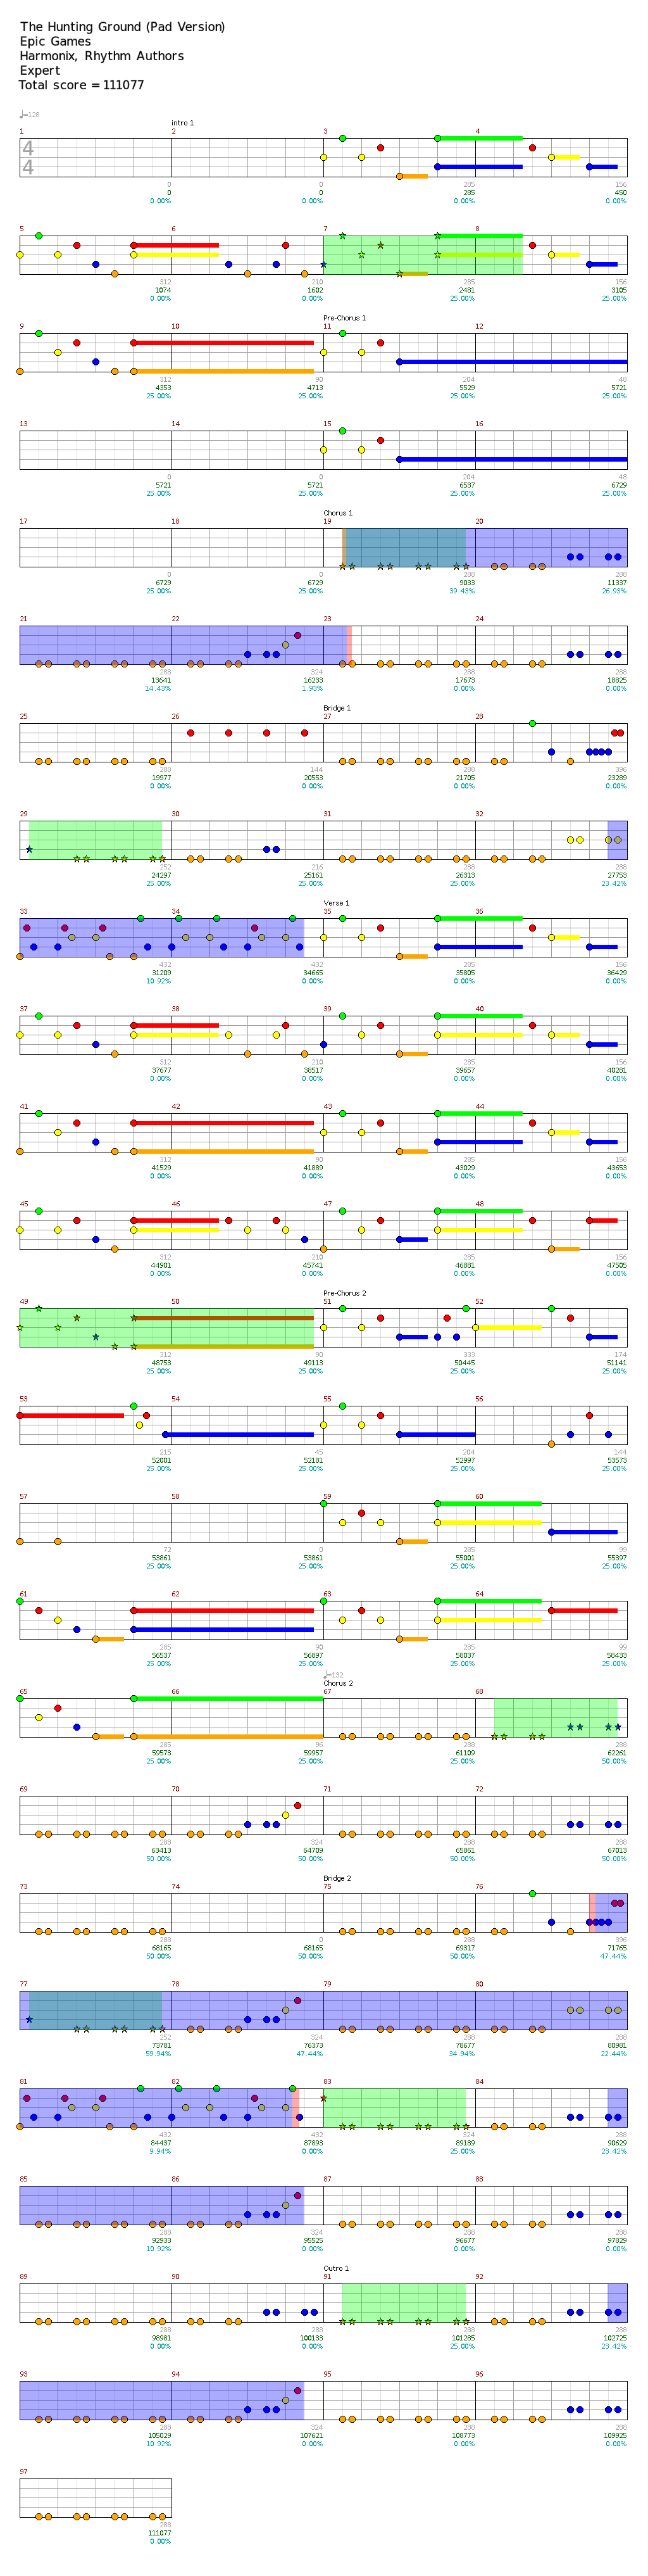 The Hunting Ground (Pad Version)
Epic Games
Harmonix, Rhythm Authors
Expert
Total score = 111077
♩=128
intro 1
1 2 3 4
4
4
0 0 285 156
0 0 285 450
0.00% 0.00% 0.00% 0.00%
5 6 7 8
312 210 285 156
1074 1602 2481 3105
0.00% 0.00% 25.00% 25.00%
Pre-Chorus 1
9 10 11 12
312 90 204 48
4353 4713 5529 5721
25.00% 25.00% 25.00% 25.00%
13 14 15 16
0 0 204 48
5721 5721 6537 6729
25.00% 25.00% 25.00% 25.00%
Chorus 1
17 18 19 20
0 0 288 288
6729 6729 9033 11337
25.00% 25.00% 39.43% 26.93%
21 22 23 24
288 324 288 288
13641 16233 17673 18825
14.43% 1.93% 0.00% 0.00%
Bridge 1
25 26 27 28
288 144 288 396
19977 20553 21705 23289
0.00% 0.00% 0.00% 0.00%
29 30 31 32
252 216 288 288
24297 25161 26313 27753
25.00% 25.00% 25.00% 23.42%
Verse 1
33 34 35 36
432 432 285 156
31209 34665 35805 36429
10.92% 0.00% 0.00% 0.00%
37 38 39 40
312 210 285 156
37677 38517 39657 40281
0.00% 0.00% 0.00% 0.00%
41 42 43 44
312 90 285 156
41529 41889 43029 43653
0.00% 0.00% 0.00% 0.00%
45 46 47 48
312 210 285 156
44901 45741 46881 47505
0.00% 0.00% 0.00% 0.00%
Pre-Chorus 2
49 50 51 52
312 90 333 174
48753 49113 50445 51141
25.00% 25.00% 25.00% 25.00%
53 54 55 56
215 45 204 144
52001 52181 52997 53573
25.00% 25.00% 25.00% 25.00%
57 58 59 60
72 0 285 99
53861 53861 55001 55397
25.00% 25.00% 25.00% 25.00%
61 62 63 64
285 90 285 99
56537 56897 58037 58433
25.00% 25.00% 25.00% 25.00%
♩=132
Chorus 2
65 66 67 68
285 96 288 288
59573 59957 61109 62261
25.00% 25.00% 25.00% 50.00%
69 70 71 72
288 324 288 288
63413 64709 65861 67013
50.00% 50.00% 50.00% 50.00%
Bridge 2
73 74 75 76
288 0 288 396
68165 68165 69317 71765
50.00% 50.00% 50.00% 47.44%
77 78 79 80
252 324 288 288
73781 76373 78677 80981
59.94% 47.44% 34.94% 22.44%
81 82 83 84
432 432 324 288
84437 87893 89189 90629
9.94% 0.00% 25.00% 23.42%
85 86 87 88
288 324 288 288
92933 95525 96677 97829
10.92% 0.00% 0.00% 0.00%
Outro 1
89 90 91 92
288 288 288 288
98981 100133 101285 102725
0.00% 0.00% 25.00% 23.42%
93 94 95 96
288 324 288 288
105029 107621 108773 109925
10.92% 0.00% 0.00% 0.00%
97
288
111077
0.00%